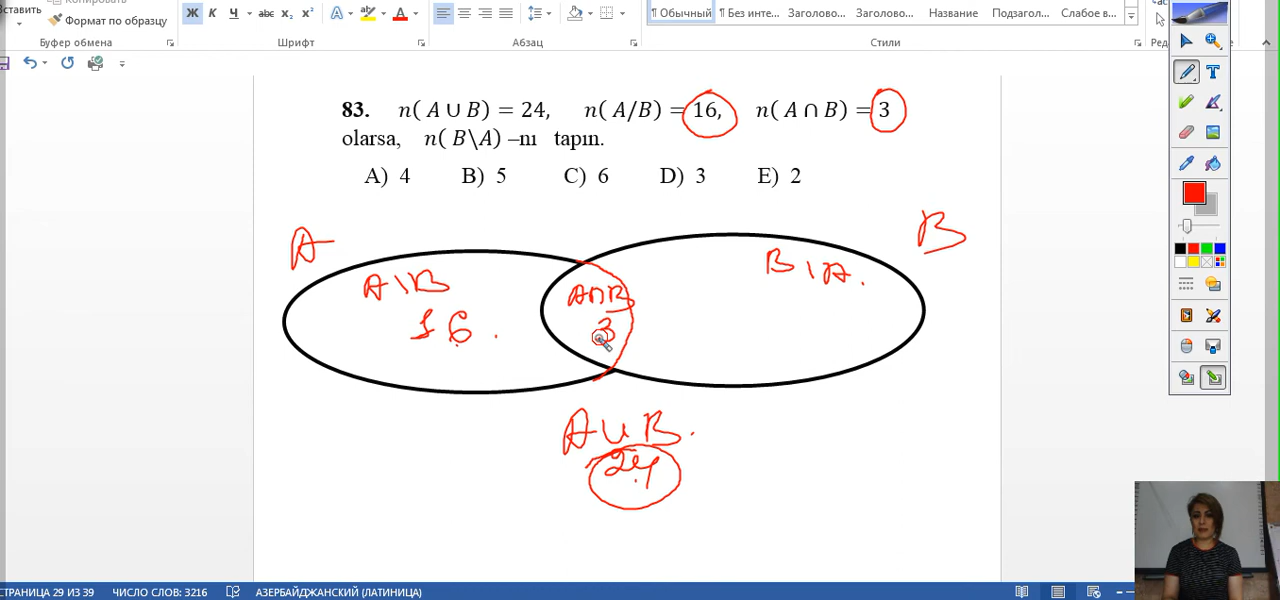 Копировать
вставить
Формат по образцу
Ж К Ч abc x₂ x²
¶ Обычный
¶ Без инте...
Заголово...
Заголово...
Название
Подзагол...
Слабое в...
Буфер обмена
Шрифт
Абзац
Стили
83. n( A ∪ B) = 24, n( A/B) = 16, n( A ∩ B) = 3
olarsa, n( B\A) –nı tapın.
A) 4 B) 5 C) 6 D) 3 E) 2
A
B
A\B
A∩B
B\A.
16.
3
A∪B.
24
СТРАНИЦА 29 ИЗ 39
ЧИСЛО СЛОВ: 3216
АЗЕРБАЙДЖАНСКИЙ (ЛАТИНИЦА)